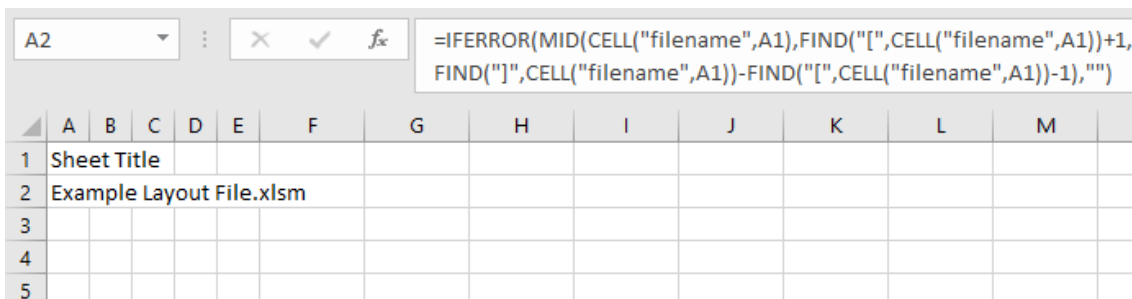 A2 fx =IFERROR(MID(CELL("filename",A1),FIND("[",CELL("filename",A1))+1,
FIND("]",CELL("filename",A1))-FIND("[",CELL("filename",A1))-1),"")
A B C D E F G H I J K L M
1 Sheet Title
2 Example Layout File.xlsm
3
4
5